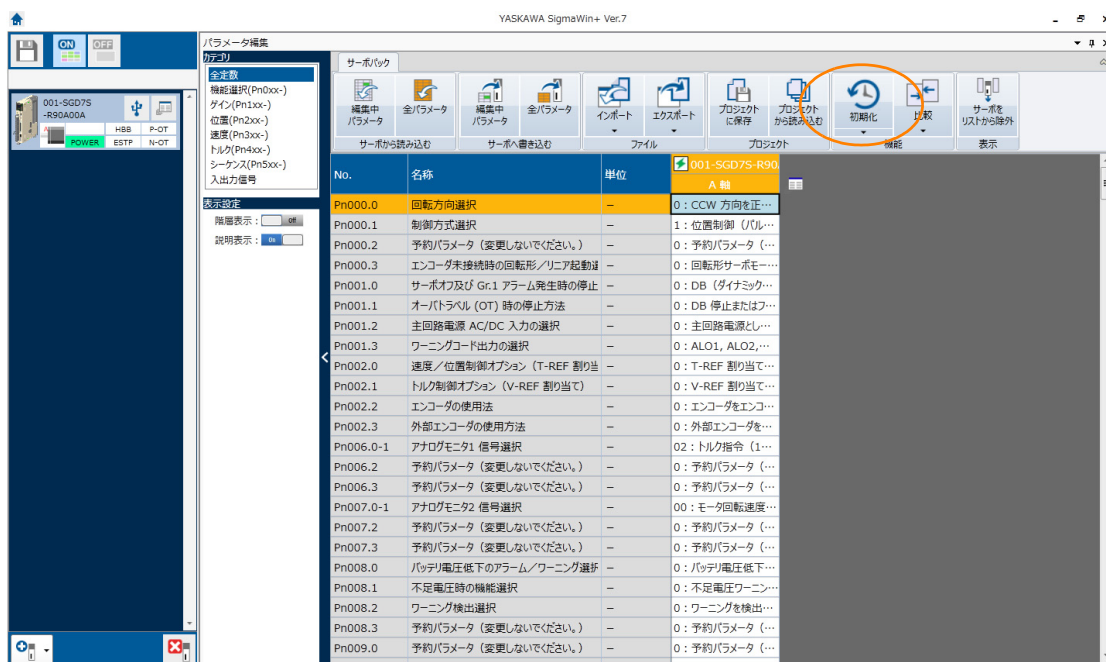 YASKAWA SigmaWin+ Ver.7
ON
OFF
001-SGD7S
-R90A00A
HBB P-OT
POWER ESTP N-OT
パラメータ編集
カテゴリ
全定数
機能選択(Pn0xx-)
ゲイン(Pn1xx-)
位置(Pn2xx-)
速度(Pn3xx-)
トルク(Pn4xx-)
シーケンス(Pn5xx-)
入出力信号
表示設定
階層表示: Off
説明表示: On
サーボパック
編集中
パラメータ
全パラメータ
サーボから読み込む
編集中
パラメータ
全パラメータ
サーボへ書き込む
インポート
エクスポート
ファイル
プロジェクト
に保存
プロジェクト
から読み込む
プロジェクト
初期化
比較
機能
サーボを
リストから除外
表示
No. 名称 単位 001-SGD7S-R90
A 軸
Pn000.0 回転方向選択 – 0:CCW 方向を正…
Pn000.1 制御方式選択 – 1:位置制御(パル…
Pn000.2 予約パラメータ(変更しないでください。) – 0:予約パラメータ(…
Pn000.3 エンコーダ未接続時の回転形/リニア起動選 – 0:回転形サーボモー…
Pn001.0 サーボオフ及び Gr.1 アラーム発生時の停止 – 0:DB(ダイナミック…
Pn001.1 オーバトラベル (OT) 時の停止方法 – 0:DB 停止またはフ…
Pn001.2 主回路電源 AC/DC 入力の選択 – 0:主回路電源とし…
Pn001.3 ワーニングコード出力の選択 – 0:ALO1, ALO2,…
Pn002.0 速度/位置制御オプション(T-REF 割り当 – 0:T-REF 割り当て…
Pn002.1 トルク制御オプション(V-REF 割り当て) – 0:V-REF 割り当て…
Pn002.2 エンコーダの使用法 – 0:エンコーダをエンコ…
Pn002.3 外部エンコーダの使用方法 – 0:外部エンコーダを…
Pn006.0-1 アナログモニタ1 信号選択 – 02:トルク指令(1…
Pn006.2 予約パラメータ(変更しないでください。) – 0:予約パラメータ(…
Pn006.3 予約パラメータ(変更しないでください。) – 0:予約パラメータ(…
Pn007.0-1 アナログモニタ2 信号選択 – 00:モータ回転速度…
Pn007.2 予約パラメータ(変更しないでください。) – 0:予約パラメータ(…
Pn007.3 予約パラメータ(変更しないでください。) – 0:予約パラメータ(…
Pn008.0 バッテリ電圧低下のアラーム/ワーニング選択 – 0:バッテリ電圧低下…
Pn008.1 不足電圧時の機能選択 – 0:不足電圧ワーニン…
Pn008.2 ワーニング検出選択 – 0:ワーニングを検出…
Pn008.3 予約パラメータ(変更しないでください。) – 0:予約パラメータ(…
Pn009.0 予約パラメータ(変更しないでください。) – 0:予約パラメータ(…